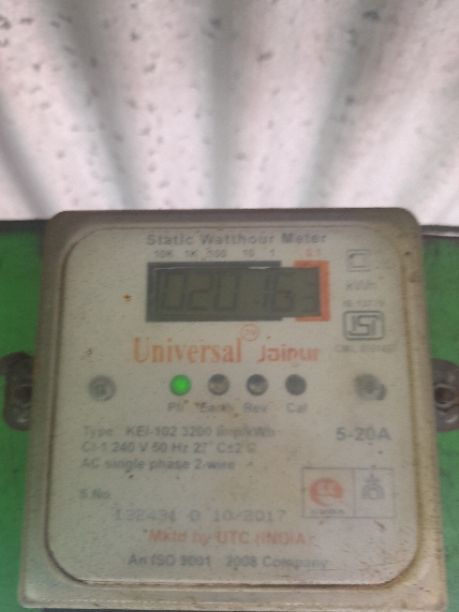 Static Watthour Meter
10K 1K 100 10 1 0.1
kWh
Universal Jaipur
Ph Earth Rev Cal
Type KEI-102 3200 imp/kWh
5-20A
Cl-1 240 V 50 Hz 27°C±2°C
AC single phase 2-wire
S.No.
10/2017
Mktd by UTC (INDIA)
An ISO 9001 2008 Company